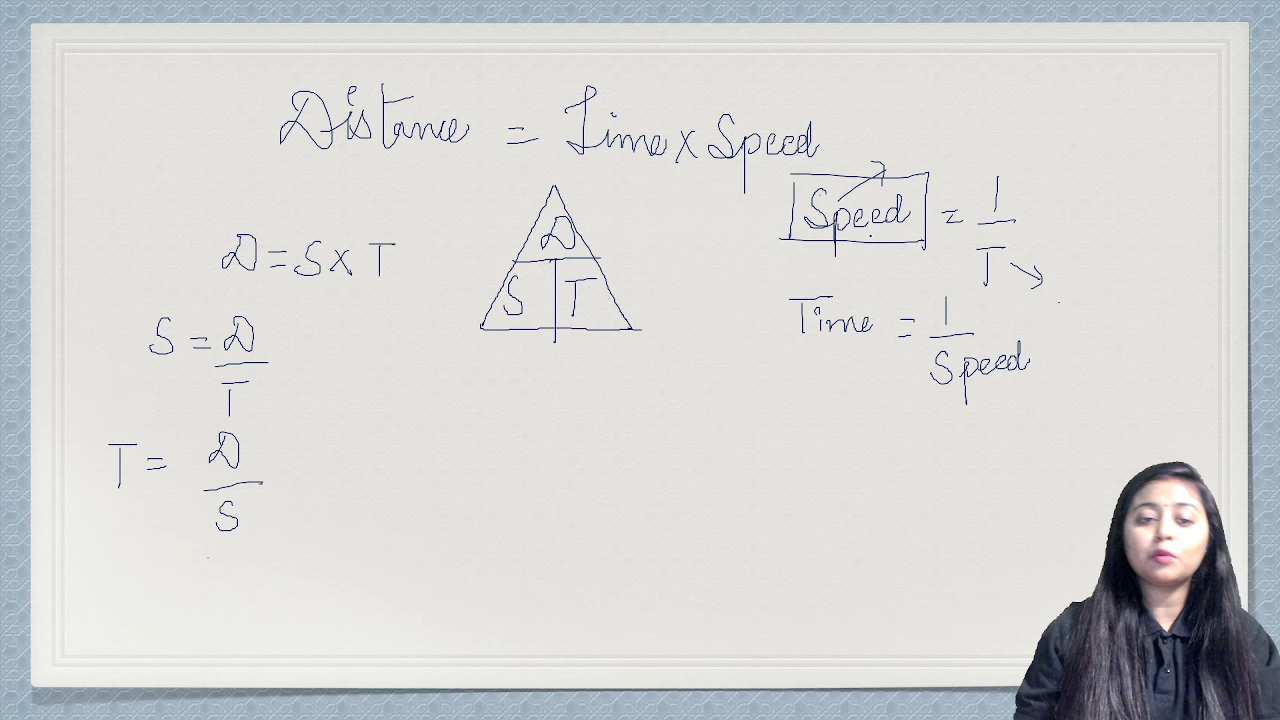 Distance = Time x Speed
D = S x T
S = D/T
T = D/S
D
S T
Speed = 1/T
Time = 1/Speed